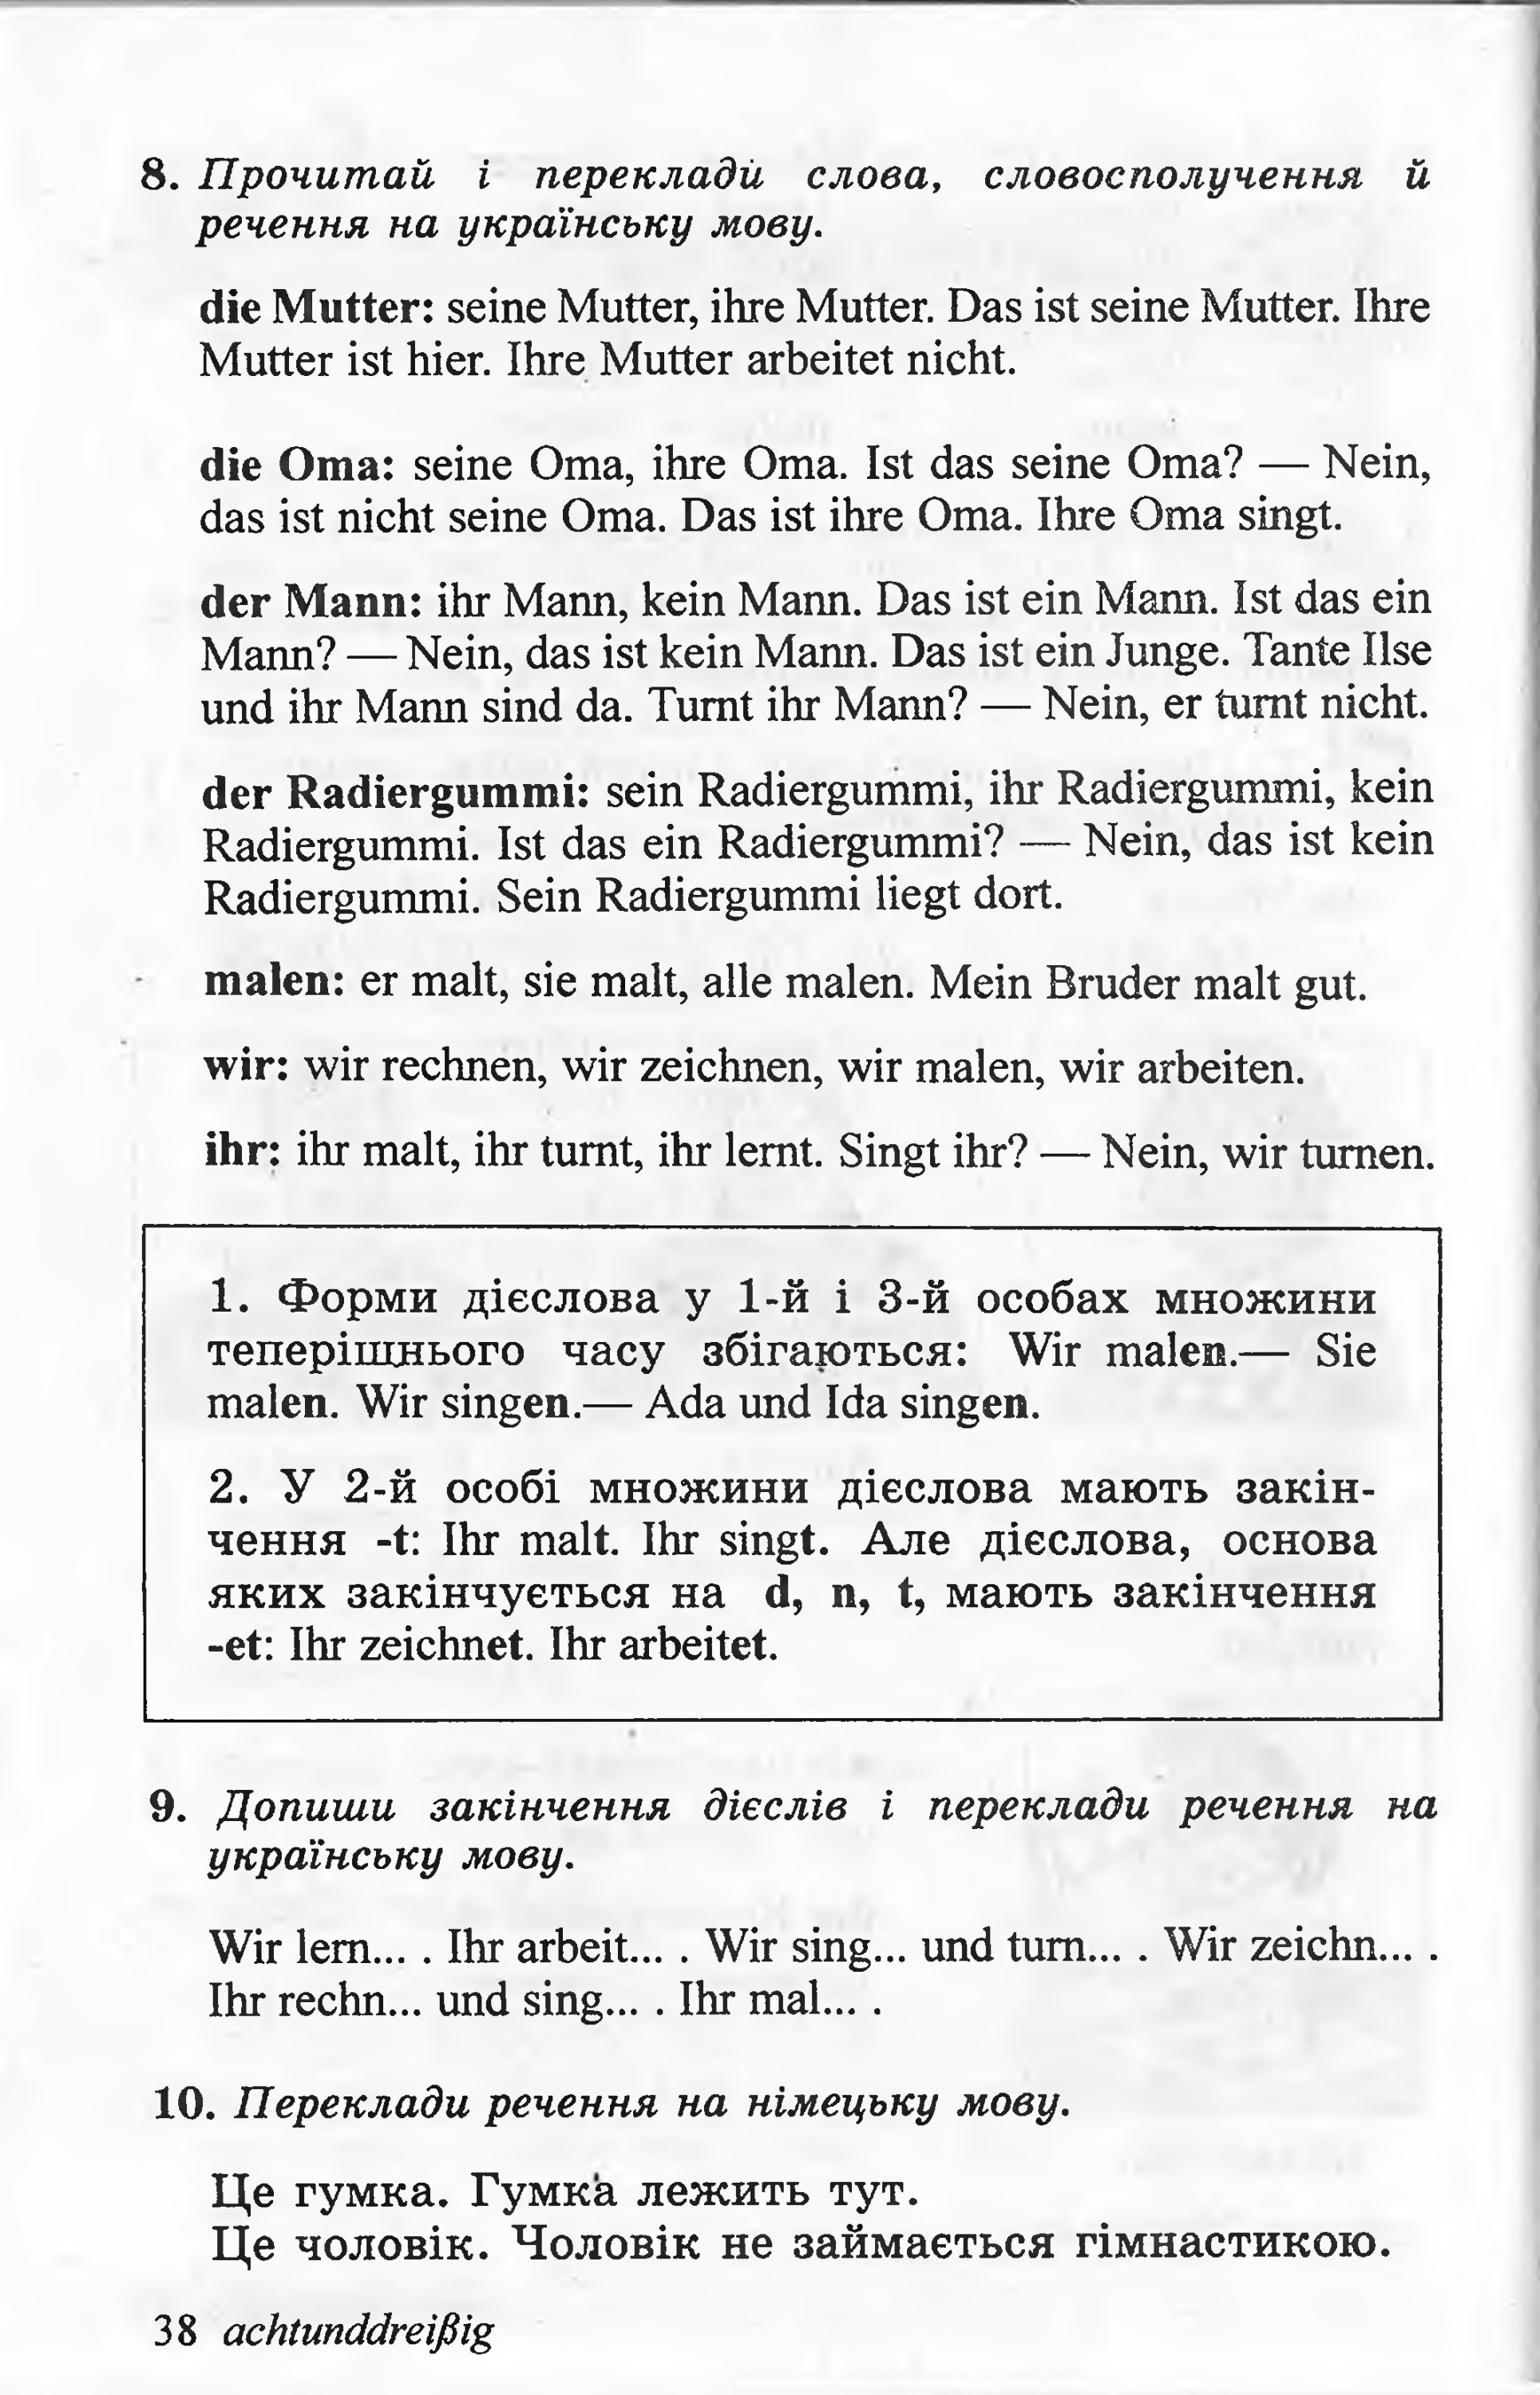 8. Прочитай і переклади слова, словосполучення й
речення на українську мову.
die Mutter: seine Mutter, ihre Mutter. Das ist seine Mutter. Ihre
Mutter ist hier. Ihre Mutter arbeitet nicht.
die Oma: seine Oma, ihre Oma. Ist das seine Oma? — Nein,
das ist nicht seine Oma. Das ist ihre Oma. Ihre Oma singt.
der Mann: ihr Mann, kein Mann. Das ist ein Mann. Ist das ein
Mann? — Nein, das ist kein Mann. Das ist ein Junge. Tante Ilse
und ihr Mann sind da. Turnt ihr Mann? — Nein, er turnt nicht.
der Radiergummi: sein Radiergummi, ihr Radiergummi, kein
Radiergummi. Ist das ein Radiergummi? — Nein, das ist kein
Radiergummi. Sein Radiergummi liegt dort.
malen: er malt, sie malt, alle malen. Mein Bruder malt gut.
wir: wir rechnen, wir zeichnen, wir malen, wir arbeiten.
ihr: ihr malt, ihr turnt, ihr lernt. Singt ihr? — Nein, wir turnen.
1. Форми дієслова у 1-й і 3-й особах множини
теперішнього часу збігаються: Wir malen.— Sie
malen. Wir singen.— Ada und Ida singen.
2. У 2-й особі множини дієслова мають закін-
чення -t: Ihr malt. Ihr singt. Але дієслова, основа
яких закінчується на d, n, t, мають закінчення
-et: Ihr zeichnet. Ihr arbeitet.
9. Допиши закінчення дієслів і переклади речення на
українську мову.
Wir lern... . Ihr arbeit... . Wir sing... und turn... . Wir zeichn... .
Ihr rechn... und sing... . Ihr mal... .
10. Переклади речення на німецьку мову.
Це гумка. Гумка лежить тут.
Це чоловік. Чоловік не займається гімнастикою.
38 achtunddreißig